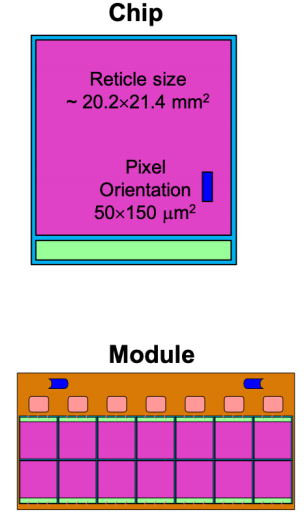 Chip
Reticle size
~ 20.2×21.4 mm²
Pixel
Orientation
50×150 μm²
Module